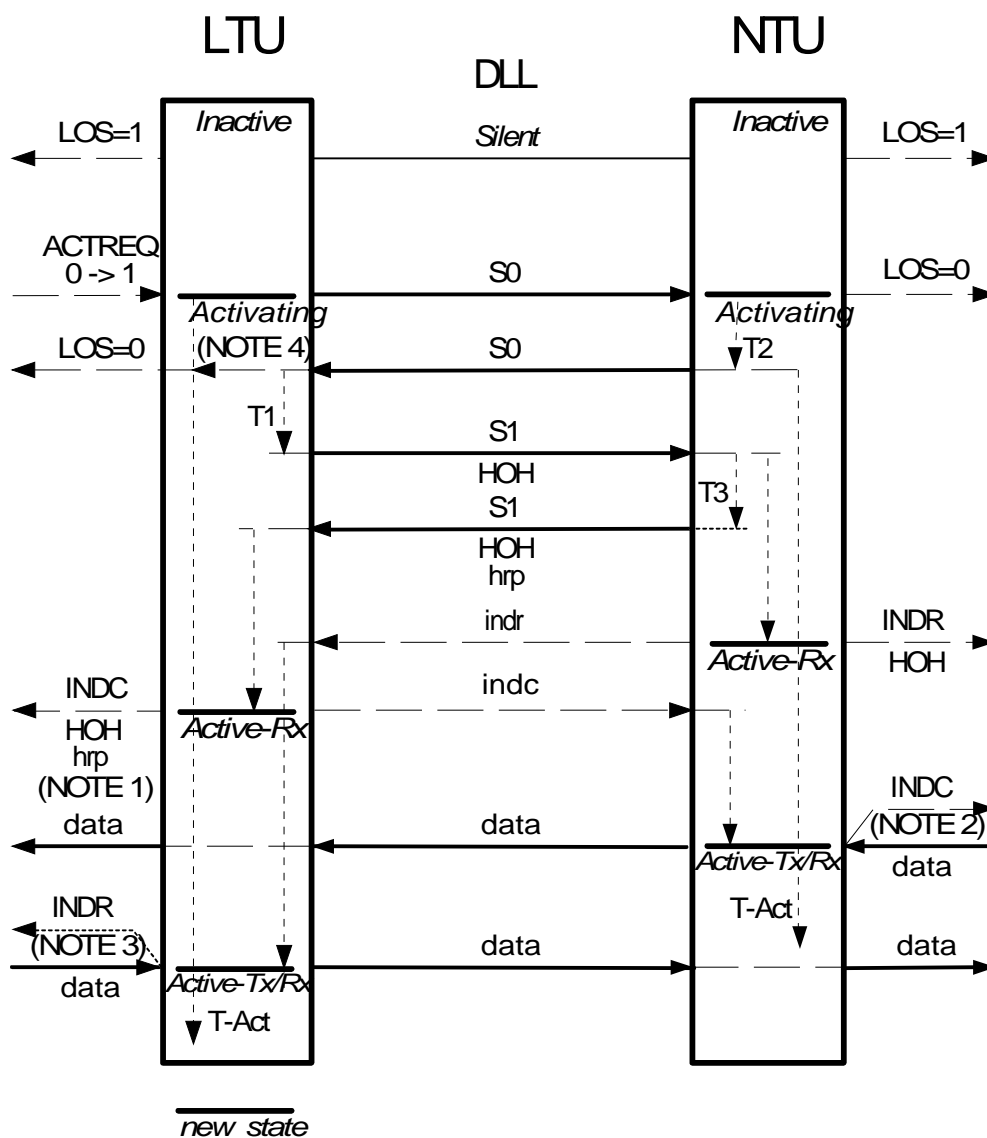 LTU
NTU
DLL
Inactive
Inactive
LOS=1
Silent
LOS=1
ACTREQ
0 -> 1
S0
LOS=0
Activating
Activating
LOS=0
(NOTE 4)
S0
T2
T1
S1
HOH
T3
S1
HOH
hrp
indr
INDR
Active-Rx
HOH
INDC
indc
Active-Rx
HOH
hrp
(NOTE 1)
INDC
data
data
(NOTE 2)
Active-Tx/Rx
data
INDR
T-Act
(NOTE 3)
data
data
data
Active-Tx/Rx
T-Act
new state